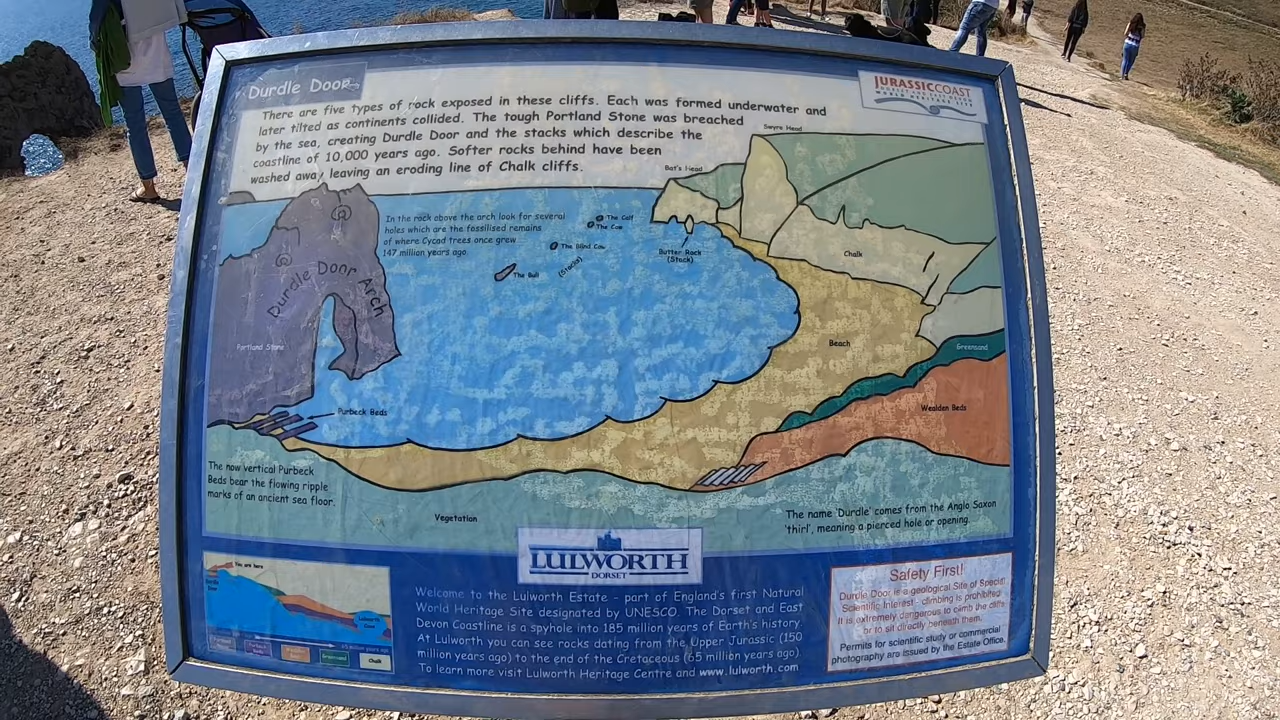 Durdle Door
JURASSICCOAST
There are five types of rock exposed in these cliffs. Each was formed underwater and
later tilted as continents collided. The tough Portland Stone was breached
by the sea, creating Durdle Door and the stacks which describe the
coastline of 10,000 years ago. Softer rocks behind have been
washed away leaving an eroding line of Chalk cliffs.
Swyre Head
Bat's Head
In the rock above the arch look for several
holes which are the fossilised remains
of where Cycad trees once grew
147 million years ago.
The Calf
The Cow
The Blind Cow
The Bull
(Stacks)
Butter Rock
(Stack)
Chalk
Durdle Door Arch
Portland Stone
Beach
Greensand
Wealden Beds
Purbeck Beds
The now vertical Purbeck
Beds bear the flowing ripple
marks of an ancient sea floor.
Vegetation
The name 'Durdle' comes from the Anglo Saxon
'thirl', meaning a pierced hole or opening.
LULWORTH
DORSET
You are here
Durdle
Door
Lulworth
Cove
Greensand
Chalk
Welcome to the Lulworth Estate - part of England's first Natural
World Heritage Site designated by UNESCO. The Dorset and East
Devon Coastline is a spyhole into 185 million years of Earth's history.
At Lulworth you can see rocks dating from the Upper Jurassic (150
million years ago) to the end of the Cretaceous (65 million years ago).
To learn more visit Lulworth Heritage Centre and www.lulworth.com
Safety First!
Durdle Door is a geological Site of Special
Scientific Interest - climbing is prohibited.
It is extremely dangerous to climb the cliffs
or to sit directly beneath them.
Permits for scientific study or commercial
photography are issued by the Estate Office.